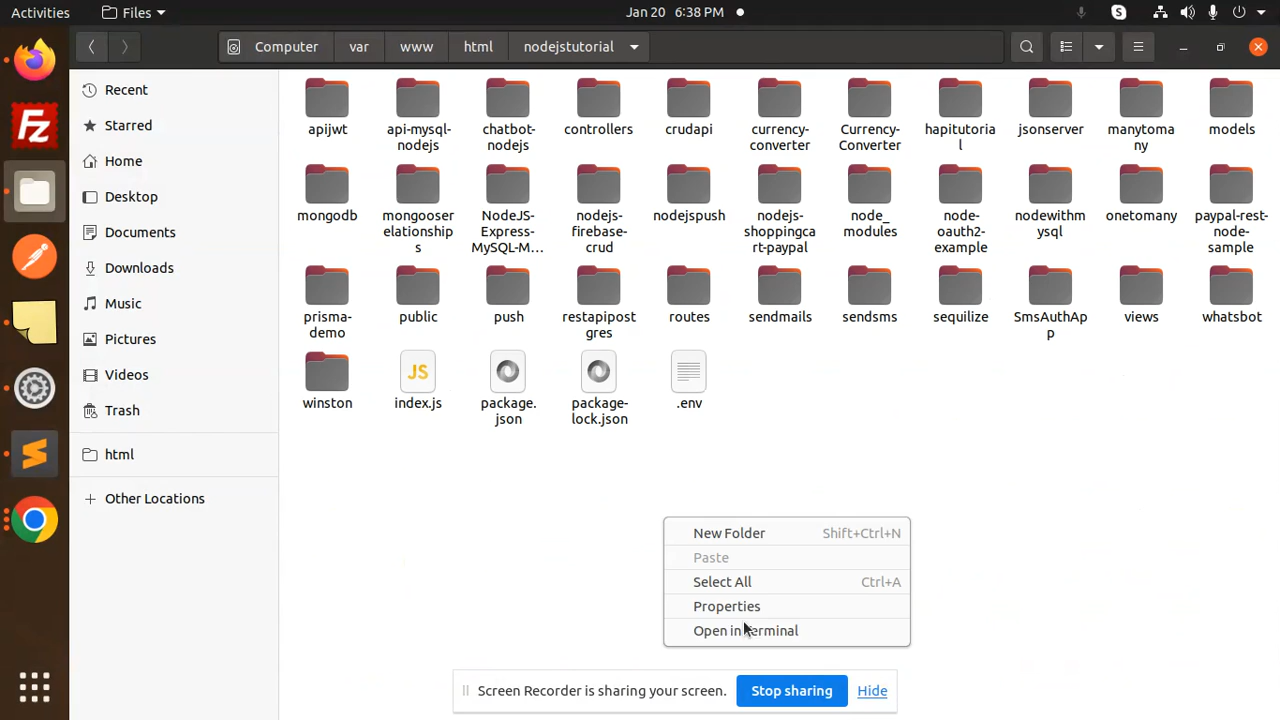 Activities
Files
Jan 20 6:38 PM
Computer
var
www
html
nodejstutorial
Recent
Starred
Home
Desktop
Documents
Downloads
Music
Pictures
Videos
Trash
html
Other Locations
apijwt
api-mysql-
nodejs
chatbot-
nodejs
controllers
crudapi
currency-
converter
Currency-
Converter
hapitutoria
l
jsonserver
manytoma
ny
models
mongodb
mongooser
elationship
s
NodeJS-
Express-
MySQL-M...
nodejs-
firebase-
crud
nodejspush
nodejs-
shoppingca
rt-paypal
node_
modules
node-
oauth2-
example
nodewithm
ysql
onetomany
paypal-rest-
node-
sample
prisma-
demo
public
push
restapipost
gres
routes
sendmails
sendsms
sequilize
SmsAuthAp
p
views
whatsbot
winston
JS
index.js
package.
json
package-
lock.json
.env
New Folder Shift+Ctrl+N
Paste
Select All Ctrl+A
Properties
Open in Terminal
Screen Recorder is sharing your screen.
Stop sharing
Hide
Fz